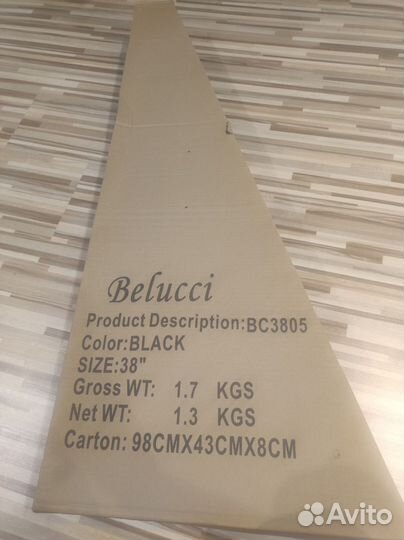 Belucci
Product Description:BC3805
Color:BLACK
SIZE:38"
Gross WT: 1.7 KGS
Net WT: 1.3 KGS
Carton: 98CMX43CMX8CM
Avito